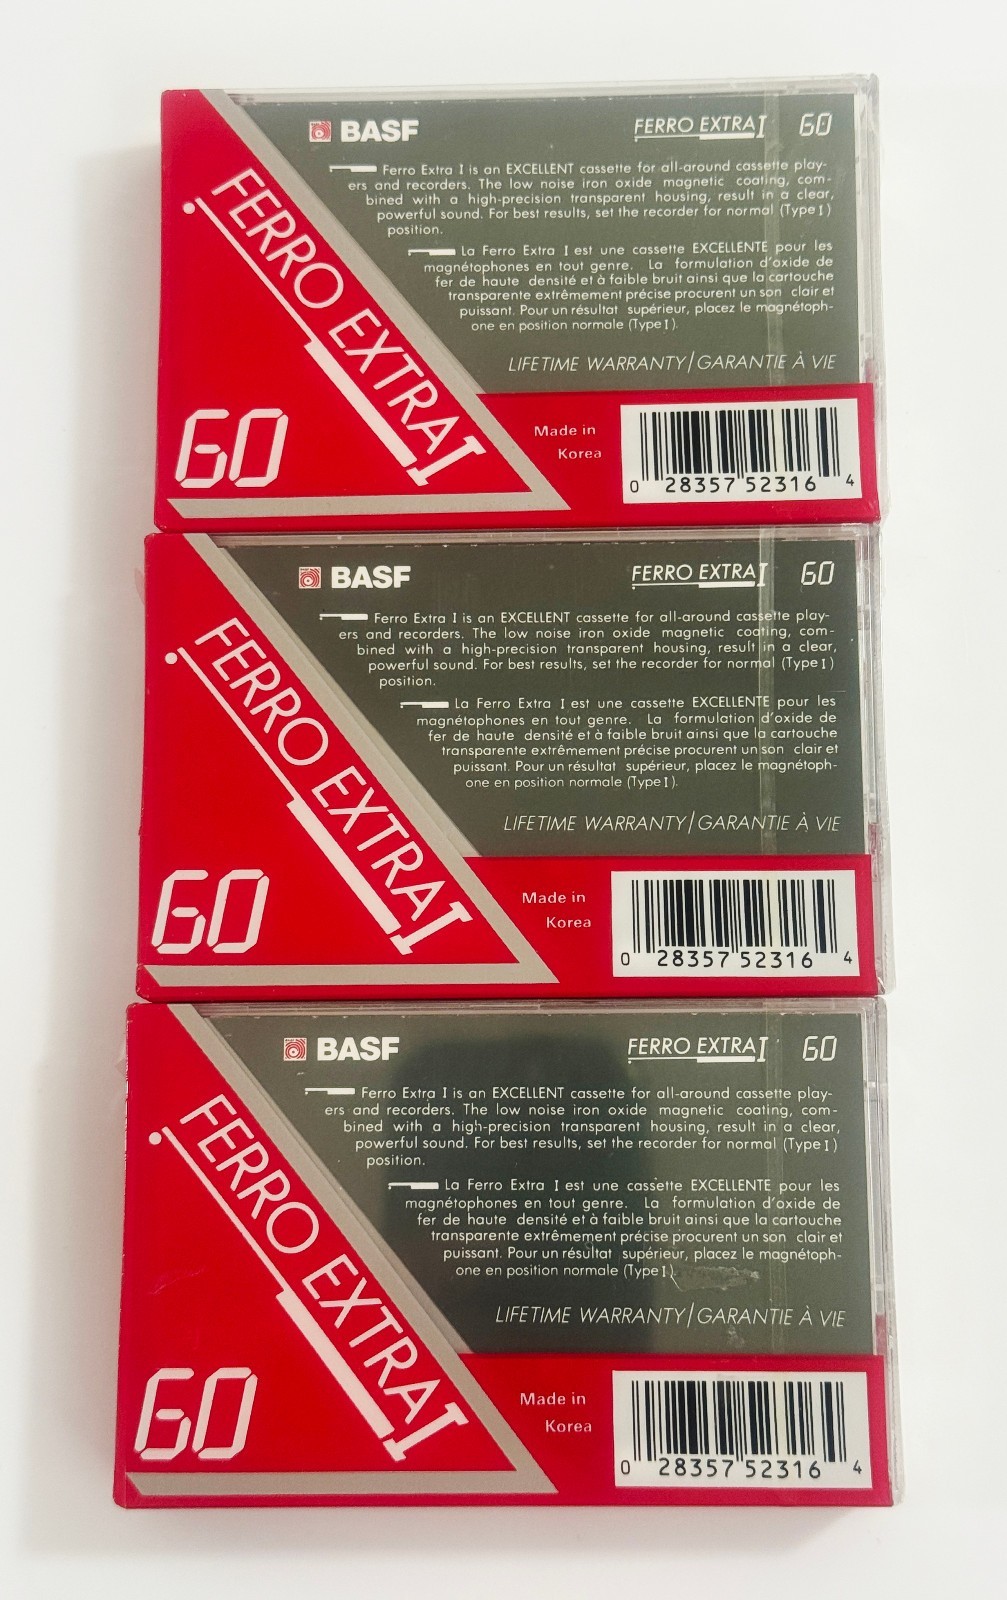 BASF FERRO EXTRA I 60
Ferro Extra I is an EXCELLENT cassette for all-around cassette play-
ers and recorders. The low noise iron oxide magnetic coating, com-
bined with a high-precision transparent housing, result in a clear,
powerful sound. For best results, set the recorder for normal (Type I)
position.
La Ferro Extra I est une cassette EXCELLENTE pour les
magnétophones en tout genre. La formulation d'oxide de
fer de haute densité et à faible bruit ainsi que la cartouche
transparente extrêmement précise procurent un son clair et
puissant. Pour un résultat supérieur, placez le magnétoph-
one en position normale (Type I).
LIFETIME WARRANTY/GARANTIE À VIE
FERRO EXTRA I
60
Made in
Korea
0 28357 52316 4
BASF FERRO EXTRA I 60
Ferro Extra I is an EXCELLENT cassette for all-around cassette play-
ers and recorders. The low noise iron oxide magnetic coating, com-
bined with a high-precision transparent housing, result in a clear,
powerful sound. For best results, set the recorder for normal (Type I)
position.
La Ferro Extra I est une cassette EXCELLENTE pour les
magnétophones en tout genre. La formulation d'oxide de
fer de haute densité et à faible bruit ainsi que la cartouche
transparente extrêmement précise procurent un son clair et
puissant. Pour un résultat supérieur, placez le magnétoph-
one en position normale (Type I).
LIFETIME WARRANTY/GARANTIE À VIE
FERRO EXTRA I
60
Made in
Korea
0 28357 52316 4
BASF FERRO EXTRA I 60
Ferro Extra I is an EXCELLENT cassette for all-around cassette play-
ers and recorders. The low noise iron oxide magnetic coating, com-
bined with a high-precision transparent housing, result in a clear,
powerful sound. For best results, set the recorder for normal (Type I)
position.
La Ferro Extra I est une cassette EXCELLENTE pour les
magnétophones en tout genre. La formulation d'oxide de
fer de haute densité et à faible bruit ainsi que la cartouche
transparente extrêmement précise procurent un son clair et
puissant. Pour un résultat supérieur, placez le magnétoph-
one en position normale (Type I).
LIFETIME WARRANTY/GARANTIE À VIE
FERRO EXTRA I
60
Made in
Korea
0 28357 52316 4